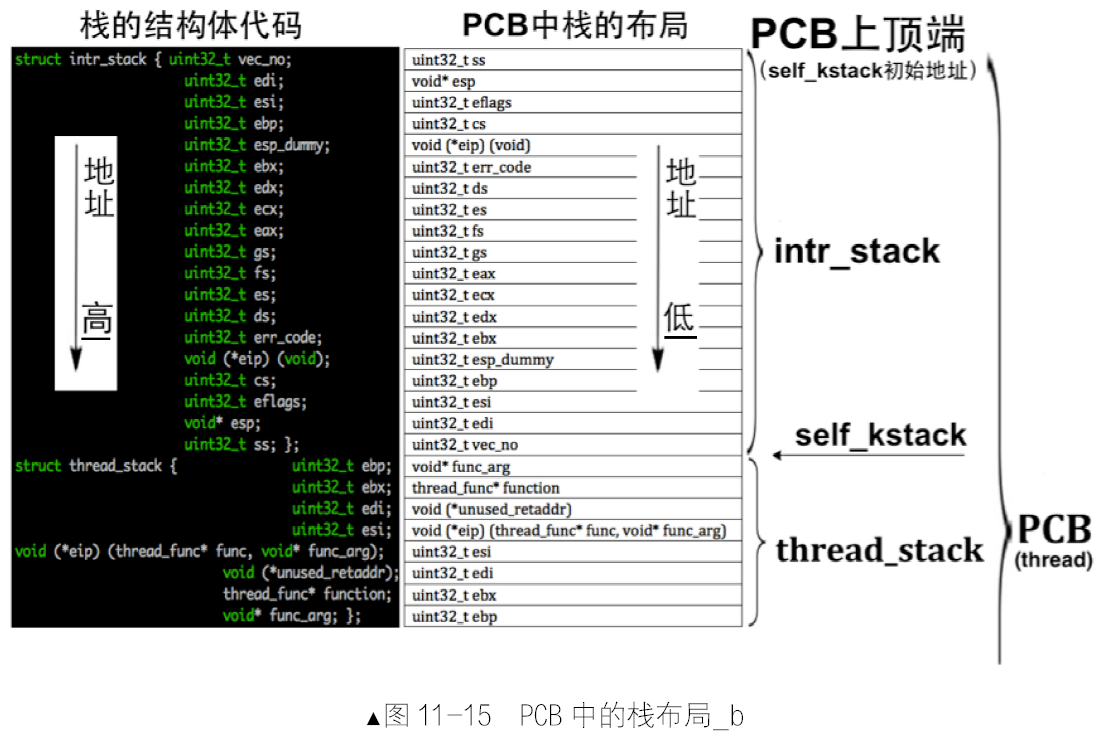 栈的结构体代码
struct intr_stack { uint32_t vec_no;
uint32_t edi;
uint32_t esi;
uint32_t ebp;
uint32_t esp_dummy;
uint32_t ebx;
uint32_t edx;
uint32_t ecx;
uint32_t eax;
uint32_t gs;
uint32_t fs;
uint32_t es;
uint32_t ds;
uint32_t err_code;
void (*eip) (void);
uint32_t cs;
uint32_t eflags;
void* esp;
uint32_t ss; };
struct thread_stack { uint32_t ebp;
uint32_t ebx;
uint32_t edi;
uint32_t esi;
void (*eip) (thread_func* func, void* func_arg);
void (*unused_retaddr);
thread_func* function;
void* func_arg; };
地
址
高
PCB中栈的布局
uint32_t ss
void* esp
uint32_t eflags
uint32_t cs
void (*eip) (void)
uint32_t err_code
uint32_t ds
uint32_t es
uint32_t fs
uint32_t gs
uint32_t eax
uint32_t ecx
uint32_t edx
uint32_t ebx
uint32_t esp_dummy
uint32_t ebp
uint32_t esi
uint32_t edi
uint32_t vec_no
void* func_arg
thread_func* function
void (*unused_retaddr)
void (*eip) (thread_func* func, void* func_arg)
uint32_t esi
uint32_t edi
uint32_t ebx
uint32_t ebp
地
址
低
PCB上顶端
(self_kstack初始地址)
intr_stack
self_kstack
thread_stack
PCB
(thread)
▲图 11-15 PCB 中的栈布局_b